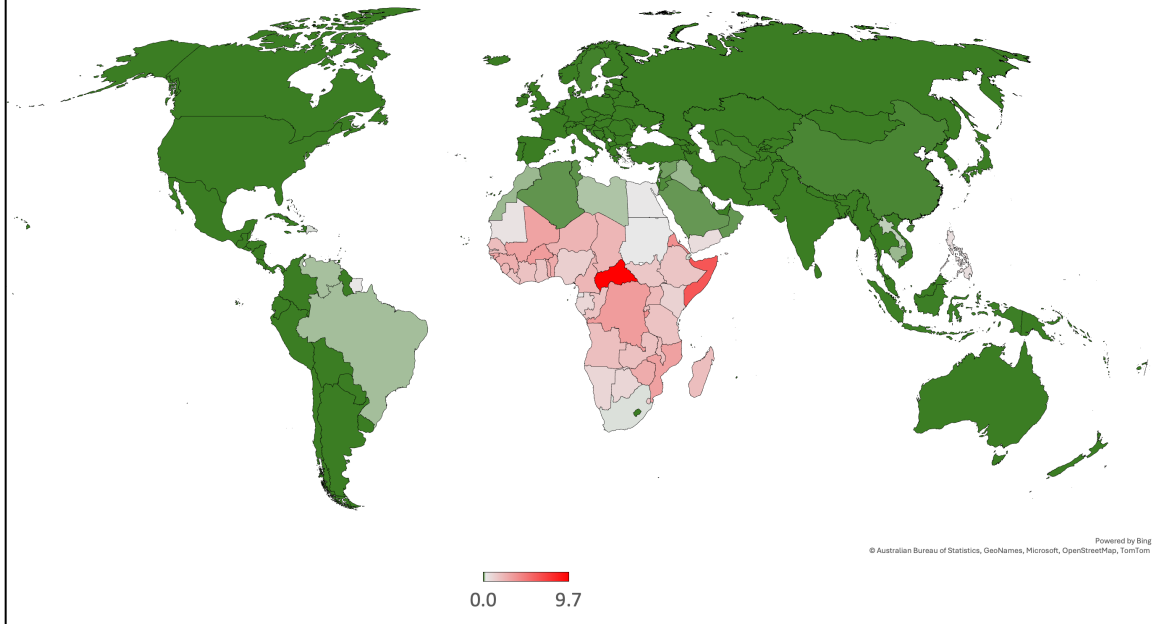 Powered by Bing
© Australian Bureau of Statistics, GeoNames, Microsoft, OpenStreetMap, TomTom
0.0 9.7